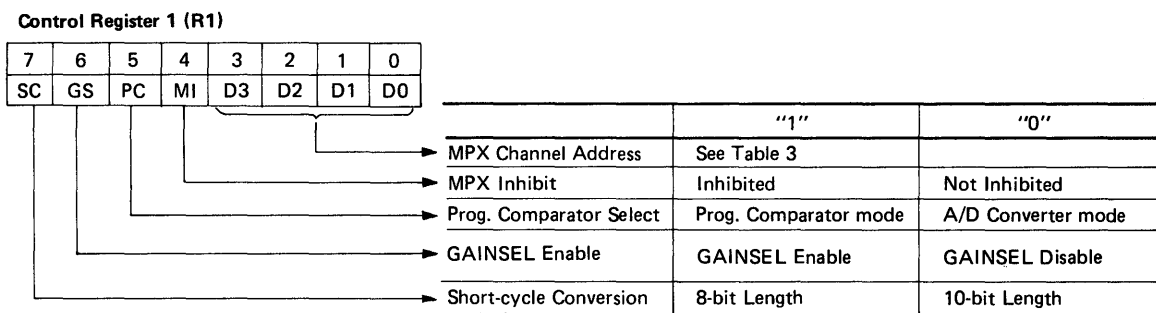 Control Register 1 (R1)
7 6 5 4 3 2 1 0
SC GS PC MI D3 D2 D1 D0
"1" "0"
MPX Channel Address See Table 3
MPX Inhibit Inhibited Not Inhibited
Prog. Comparator Select Prog. Comparator mode A/D Converter mode
GAINSEL Enable GAINSEL Enable GAINSEL Disable
Short-cycle Conversion 8-bit Length 10-bit Length